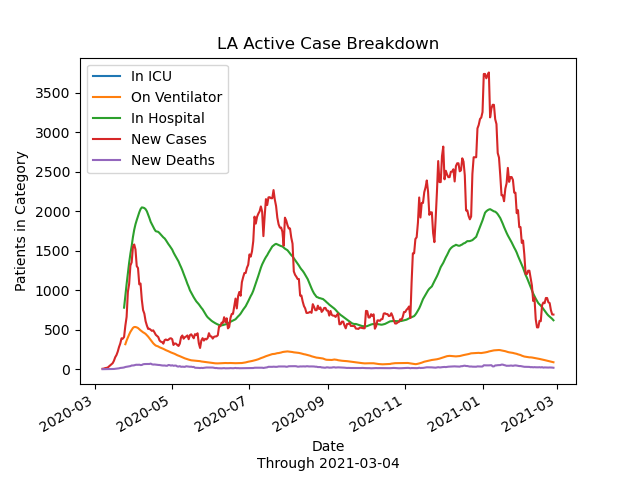 LA Active Case Breakdown
In ICU
On Ventilator
In Hospital
New Cases
New Deaths
Patients in Category
3500
3000
2500
2000
1500
1000
500
0
2020-03
2020-05
2020-07
2020-09
2020-11
2021-01
2021-03
Date
Through 2021-03-04